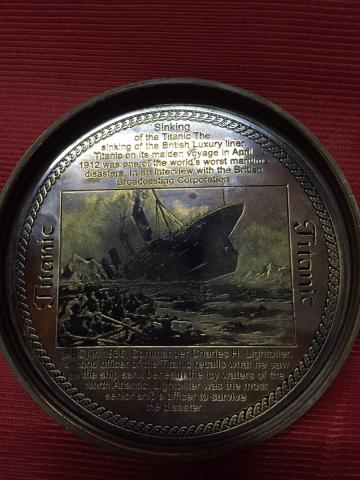 Sinking
of the Titanic The
sinking of the British Luxury liner
Titanic on its maiden voyage in April
1912 was one of the world's worst maritime
disasters. In an interview with the British
Broadcasting Corporation
Titanic
Titanic
BBC) in 1936, Commander Charles H. Lightoller,
second officer of the Titanic recalls what he saw
as the ship sank beneath the icy waters of the
North Atlantic. Lightoller was the most
senior ship's officer to survive
the disaster.